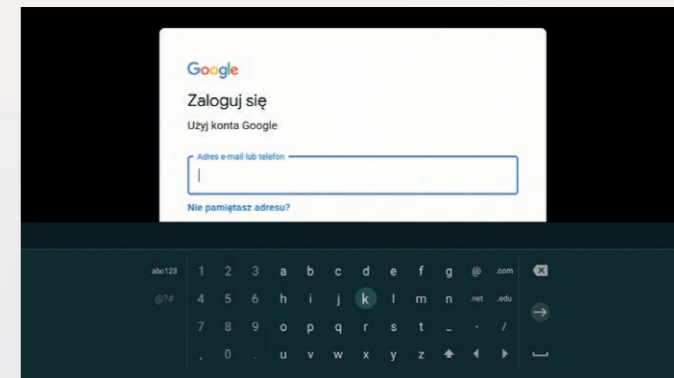 Google
Zaloguj się
Użyj konta Google
Adres e-mail lub telefon
Nie pamiętasz adresu?
abc123 1 2 3 a b c d e f g @ .com
@?# 4 5 6 h i j k l m n .net .edu
7 8 9 o p q r s t _ - /
, 0 . u v w x y z